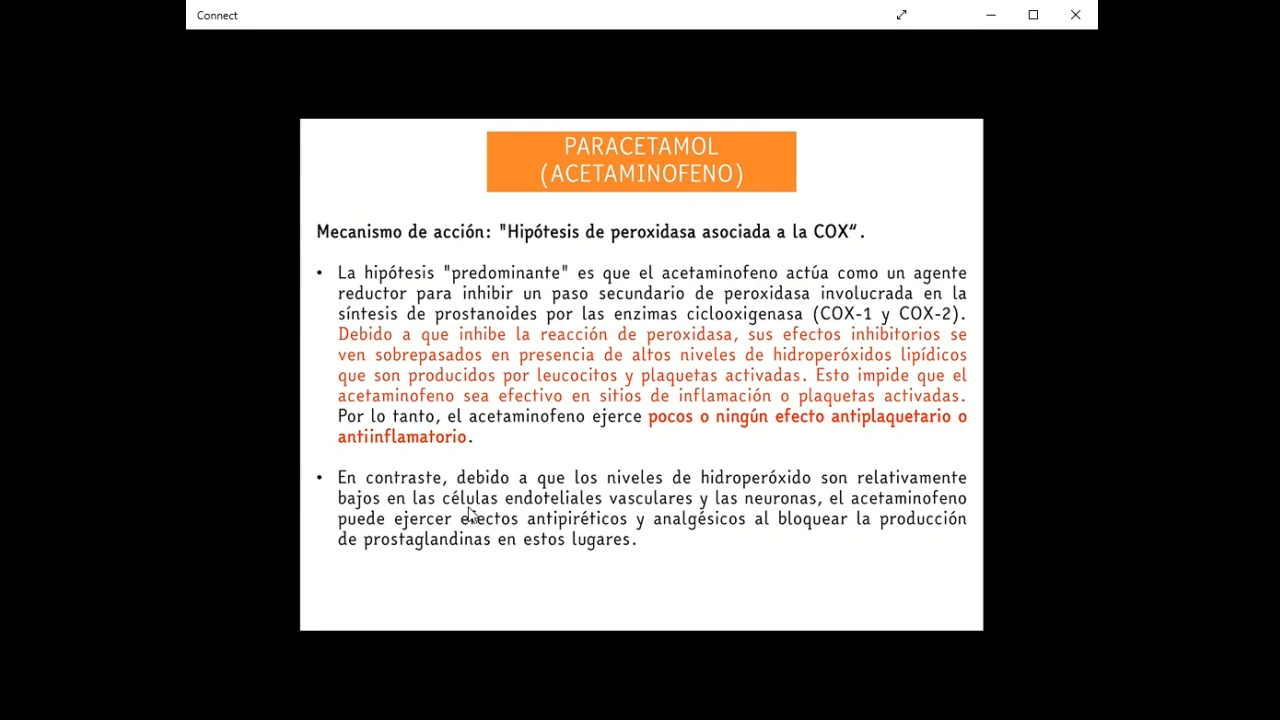 Connect
PARACETAMOL
(ACETAMINOFENO)
Mecanismo de acción: "Hipótesis de peroxidasa asociada a la COX“.
• La hipótesis "predominante" es que el acetaminofeno actúa como un agente
reductor para inhibir un paso secundario de peroxidasa involucrada en la
síntesis de prostanoides por las enzimas ciclooxigenasa (COX-1 y COX-2).
Debido a que inhibe la reacción de peroxidasa, sus efectos inhibitorios se
ven sobrepasados en presencia de altos niveles de hidroperóxidos lipídicos
que son producidos por leucocitos y plaquetas activadas. Esto impide que el
acetaminofeno sea efectivo en sitios de inflamación o plaquetas activadas.
Por lo tanto, el acetaminofeno ejerce pocos o ningún efecto antiplaquetario o
antiinflamatorio.
• En contraste, debido a que los niveles de hidroperóxido son relativamente
bajos en las células endoteliales vasculares y las neuronas, el acetaminofeno
puede ejercer efectos antipiréticos y analgésicos al bloquear la producción
de prostaglandinas en estos lugares.